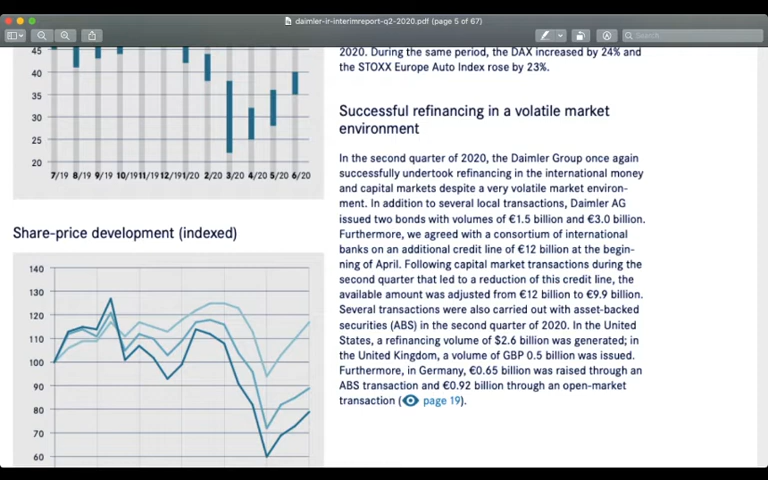 daimler-ir-interimreport-q2-2020.pdf (page 5 of 67)
Search
45
40
35
30
25
20
7/19 8/19 9/19 10/19 11/19 12/19 1/20 2/20 3/20 4/20 5/20 6/20
Share-price development (indexed)
140
130
120
110
100
90
80
70
60
2020. During the same period, the DAX increased by 24% and
the STOXX Europe Auto Index rose by 23%.
Successful refinancing in a volatile market
environment
In the second quarter of 2020, the Daimler Group once again
successfully undertook refinancing in the international money
and capital markets despite a very volatile market environ-
ment. In addition to several local transactions, Daimler AG
issued two bonds with volumes of €1.5 billion and €3.0 billion.
Furthermore, we agreed with a consortium of international
banks on an additional credit line of €12 billion at the begin-
ning of April. Following capital market transactions during the
second quarter that led to a reduction of this credit line, the
available amount was adjusted from €12 billion to €9.9 billion.
Several transactions were also carried out with asset-backed
securities (ABS) in the second quarter of 2020. In the United
States, a refinancing volume of $2.6 billion was generated; in
the United Kingdom, a volume of GBP 0.5 billion was issued.
Furthermore, in Germany, €0.65 billion was raised through an
ABS transaction and €0.92 billion through an open-market
transaction ( page 19).